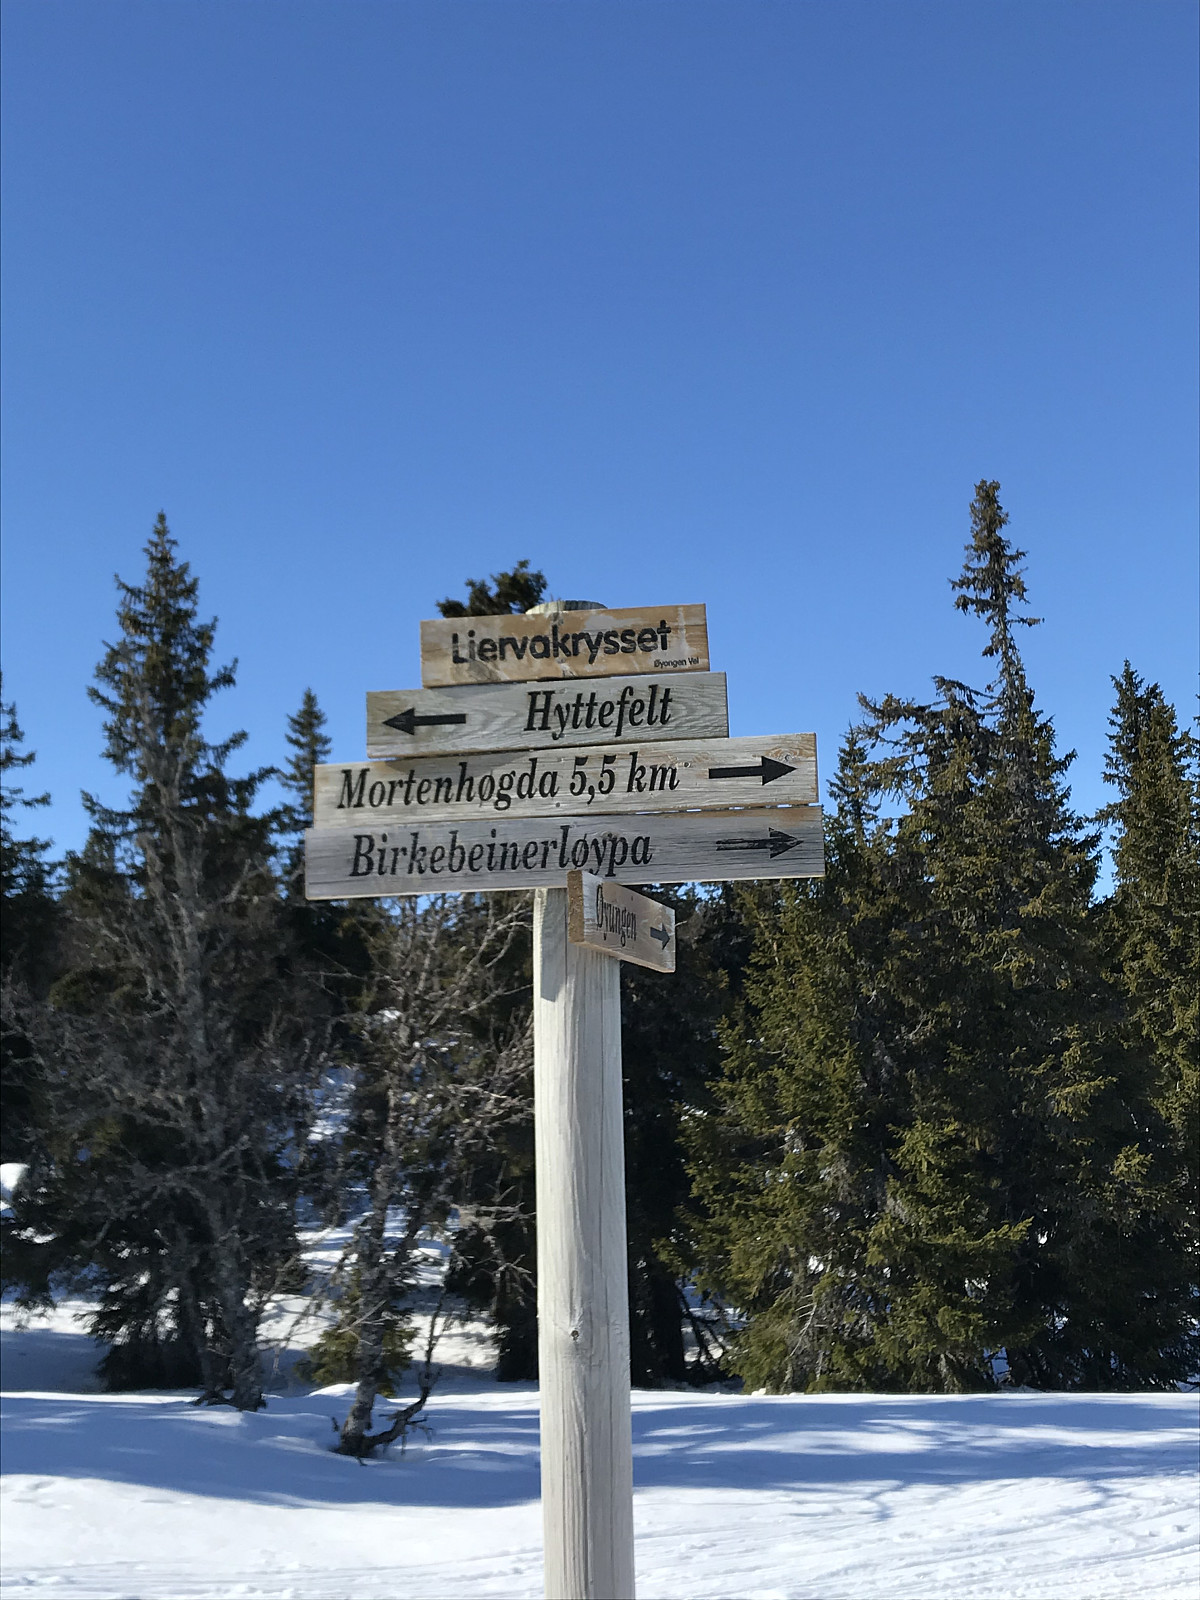 Liervakrysset
Øyongen Vel
Hyttefelt
Mortenhøgda 5,5 km
Birkebeinerløypa
Øyungen